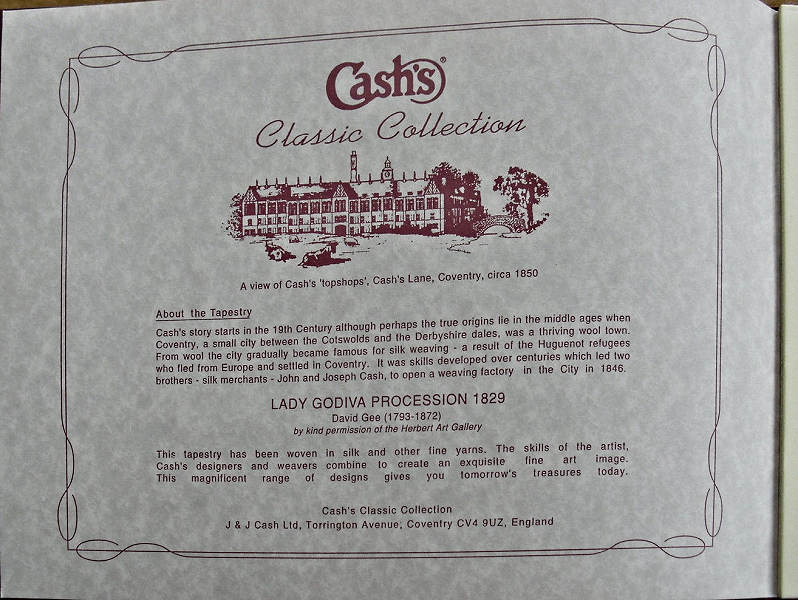 Cash's®
Classic Collection
A view of Cash's 'topshops', Cash's Lane, Coventry, circa 1850
About the Tapestry
Cash's story starts in the 19th Century although perhaps the true origins lie in the middle ages when
Coventry, a small city between the Cotswolds and the Derbyshire dales, was a thriving wool town.
From wool the city gradually became famous for silk weaving - a result of the Huguenot refugees
who fled from Europe and settled in Coventry. It was skills developed over centuries which led two
brothers - silk merchants - John and Joseph Cash, to open a weaving factory in the City in 1846.
LADY GODIVA PROCESSION 1829
David Gee (1793-1872)
by kind permission of the Herbert Art Gallery
This tapestry has been woven in silk and other fine yarns. The skills of the artist,
Cash's designers and weavers combine to create an exquisite fine art image.
This magnificent range of designs gives you tomorrow's treasures today.
Cash's Classic Collection
J & J Cash Ltd, Torrington Avenue, Coventry CV4 9UZ, England